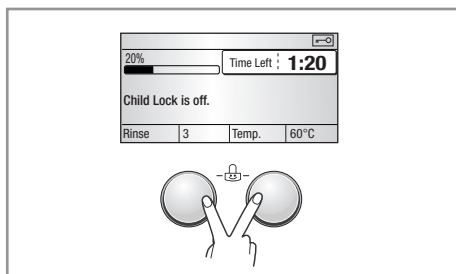 20%
Time Left 1:20
Child Lock is off.
Rinse 3 Temp. 60°C